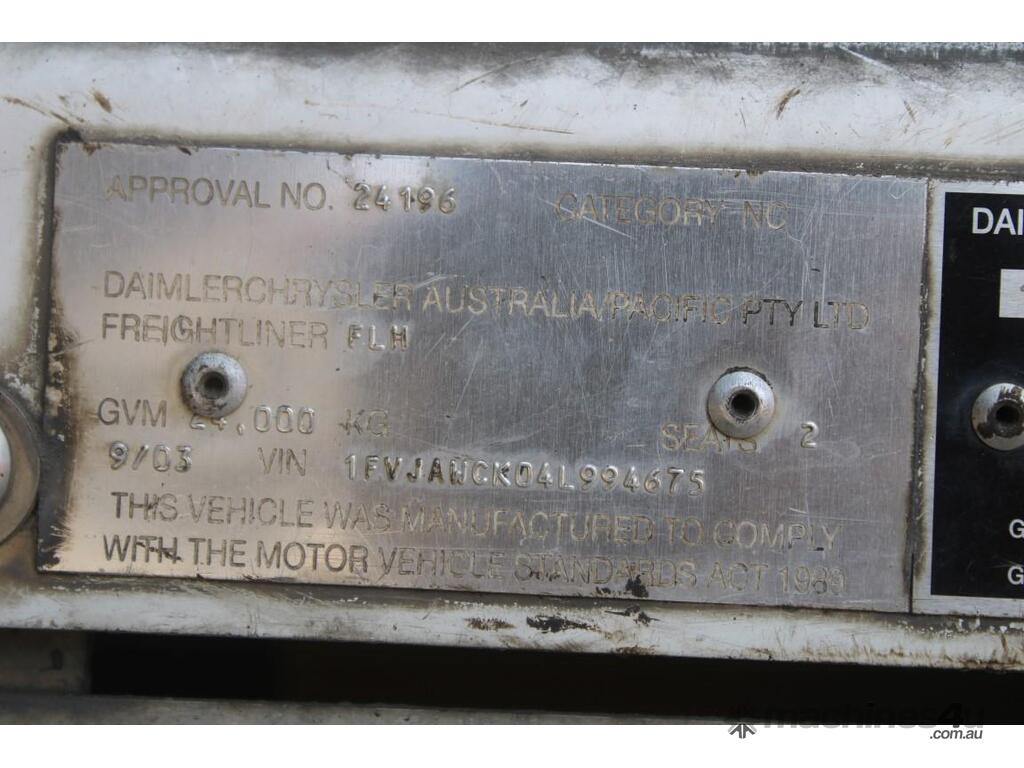 APPROVAL NO. 24196 CATEGORY NC
DAIMLERCHRYSLER AUSTRALIA/PACIFIC PTY LTD
FREIGHTLINER FLH
GVM 24,000 KG SEATS 2
9/03 VIN 1FVJAWCK04L994675
THIS VEHICLE WAS MANUFACTURED TO COMPLY
WITH THE MOTOR VEHICLE STANDARDS ACT 1989
DAI
G
G
machines4u
.com.au